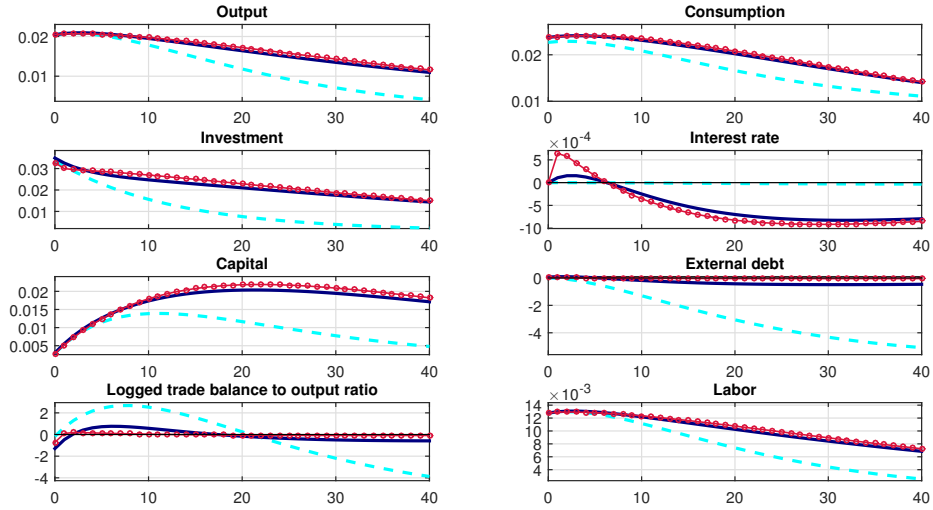 Output
0.02
0.01
0 10 20 30 40
Consumption
0.02
0.01
0 10 20 30 40
Investment
0.03
0.02
0.01
0 10 20 30 40
Interest rate
×10⁻⁴
5
0
-5
-10
0 10 20 30 40
Capital
0.02
0.015
0.01
0.005
0 10 20 30 40
External debt
0
-2
-4
0 10 20 30 40
Logged trade balance to output ratio
2
0
-2
-4
0 10 20 30 40
Labor
×10⁻³
14
12
10
8
6
4
0 10 20 30 40